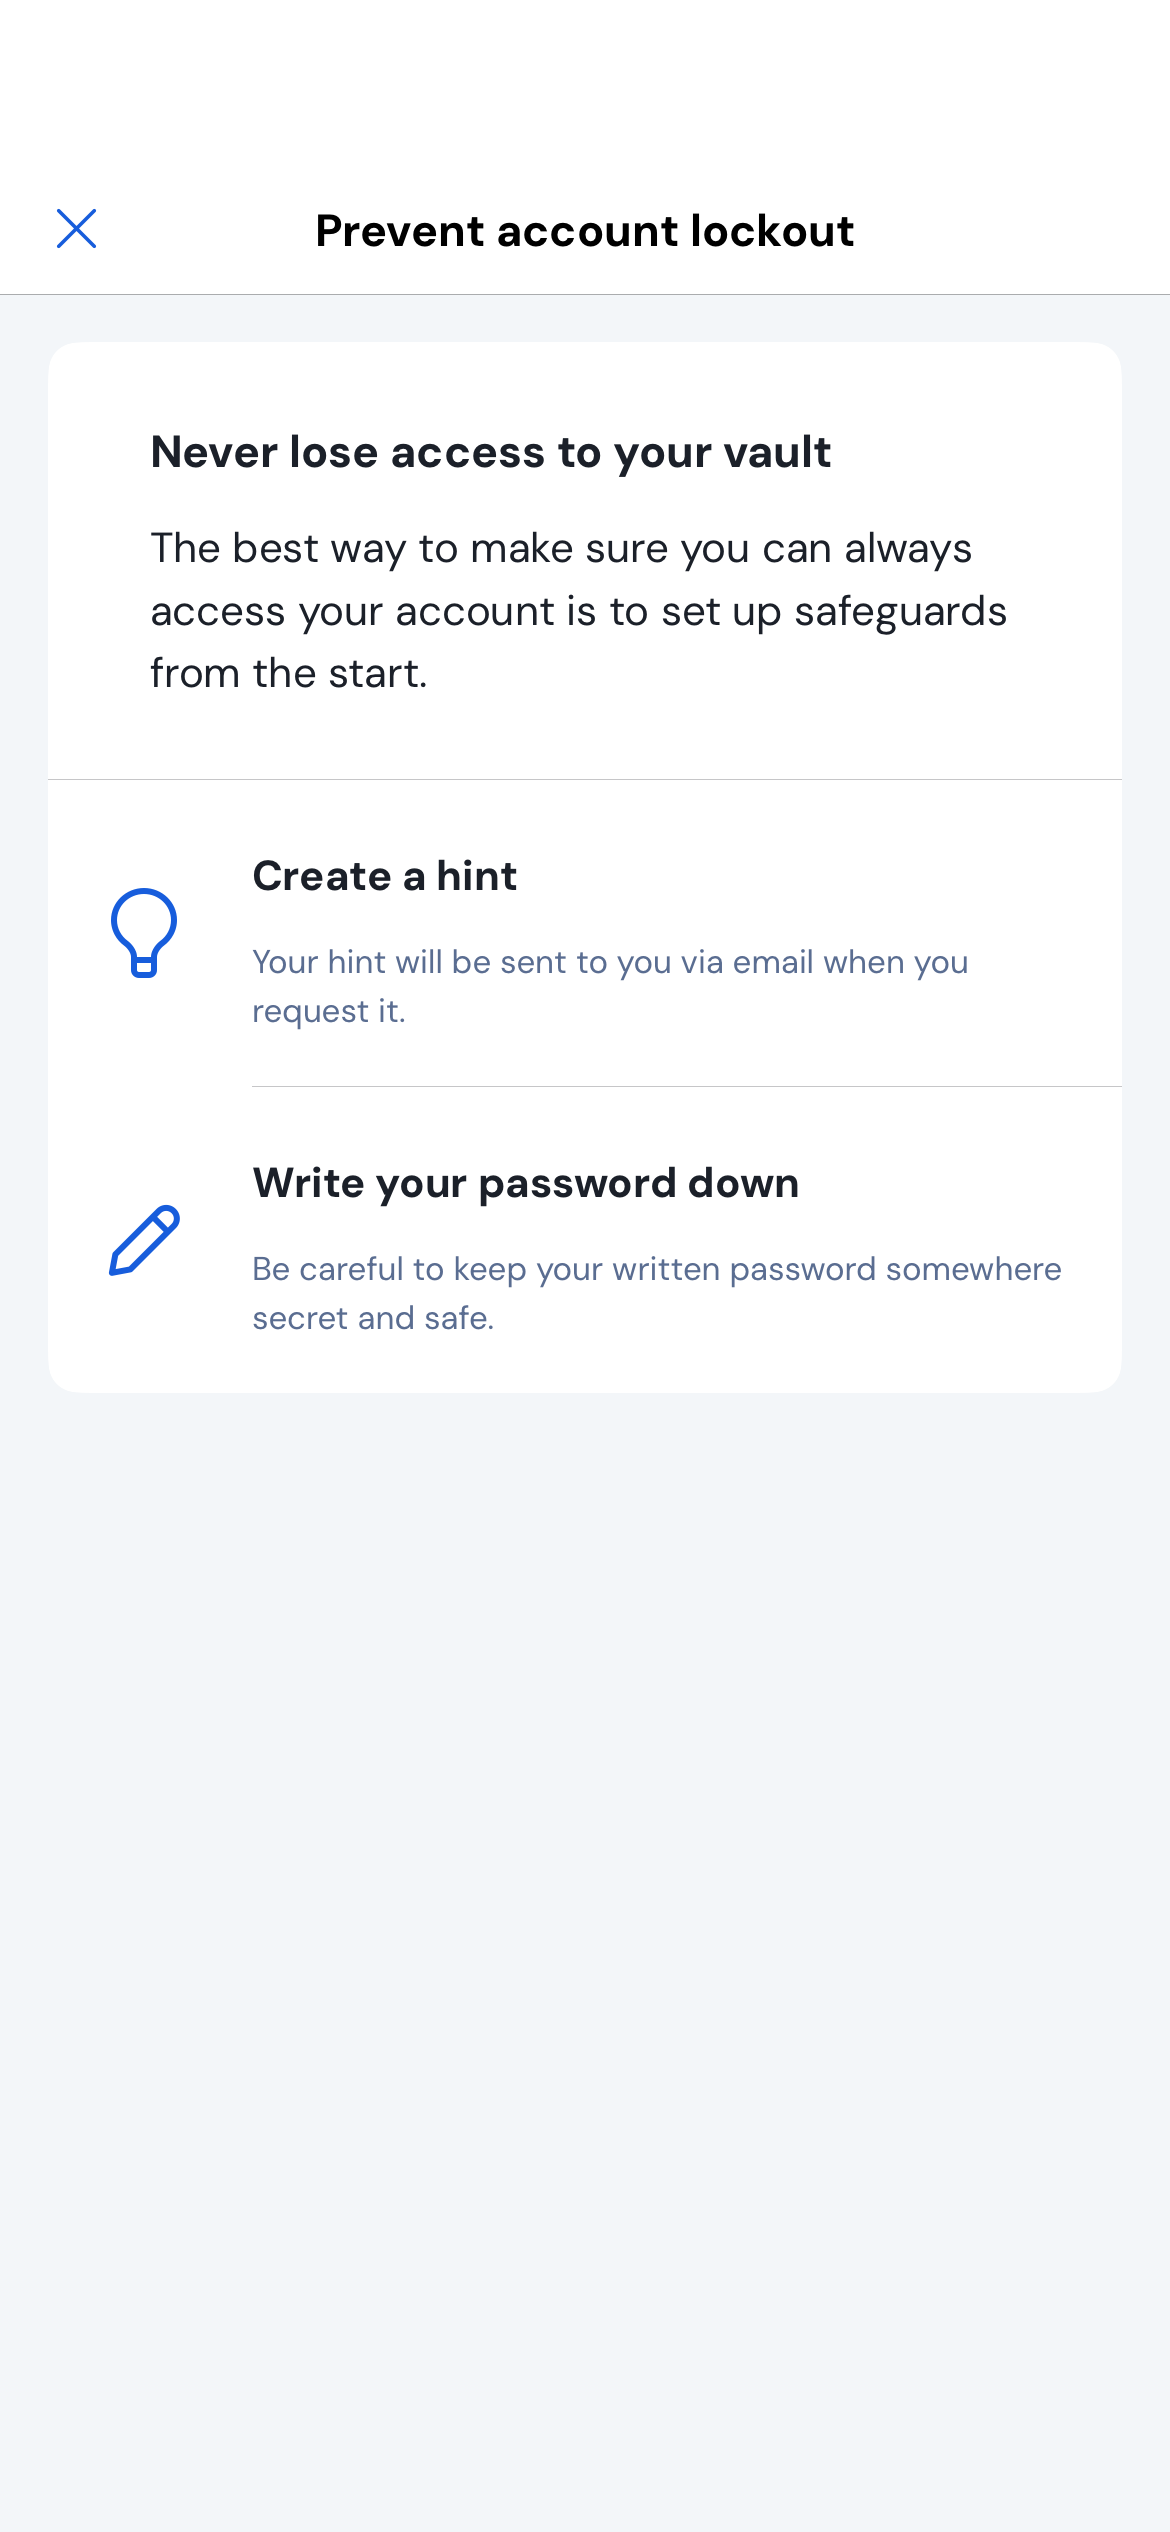 Prevent account lockout
Never lose access to your vault
The best way to make sure you can always
access your account is to set up safeguards
from the start.
Create a hint
Your hint will be sent to you via email when you
request it.
Write your password down
Be careful to keep your written password somewhere
secret and safe.